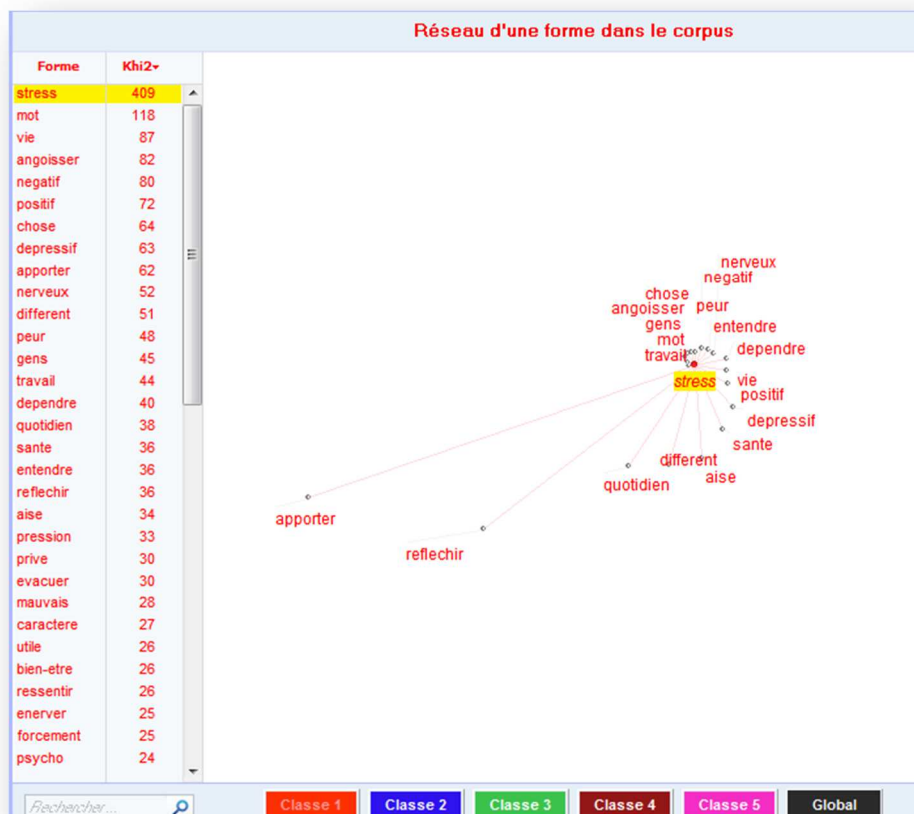 Réseau d'une forme dans le corpus
Forme Khi2
stress 409
mot 118
vie 87
angoisser 82
negatif 80
positif 72
chose 64
depressif 63
apporter 62
nerveux 52
different 51
peur 48
gens 45
travail 44
dependre 40
quotidien 38
sante 36
entendre 36
reflechir 36
aise 34
pression 33
prive 30
evacuer 30
mauvais 28
caractere 27
utile 26
bien-etre 26
ressentir 26
enerver 25
forcement 25
psycho 24
nerveux
negatif
chose
angoisser peur
gens entendre
mot
travail dependre
stress vie
positif
depressif
sante
different
aise
quotidien
apporter
reflechir
Rechercher... Classe 1 Classe 2 Classe 3 Classe 4 Classe 5 Global